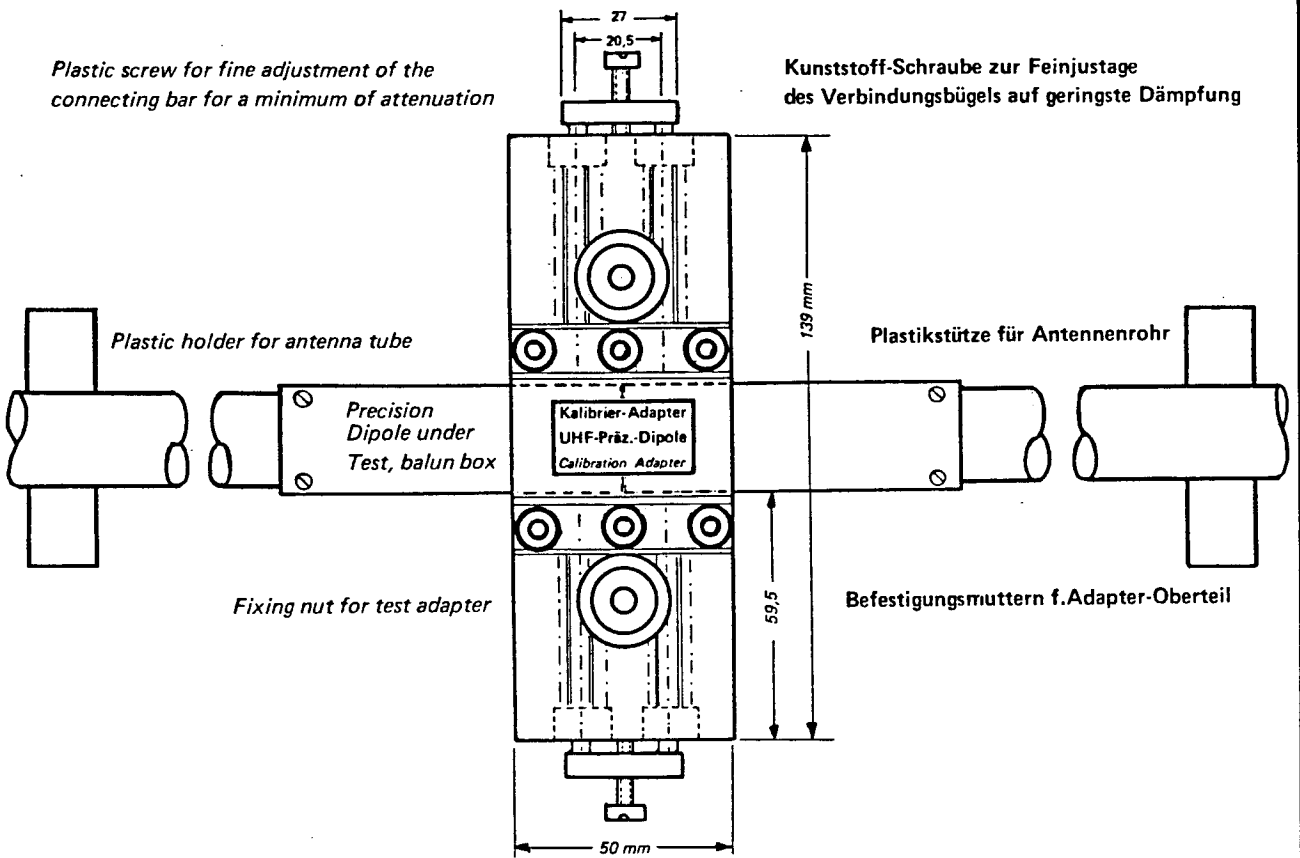 27
20,5
Plastic screw for fine adjustment of the
connecting bar for a minimum of attenuation
Kunststoff-Schraube zur Feinjustage
des Verbindungsbügels auf geringste Dämpfung
139 mm
Plastic holder for antenna tube
Plastikstütze für Antennenrohr
Precision
Dipole under
Test, balun box
Kalibrier-Adapter
UHF-Präz.-Dipole
Calibration Adapter
Fixing nut for test adapter
59,5
Befestigungsmuttern f.Adapter-Oberteil
50 mm